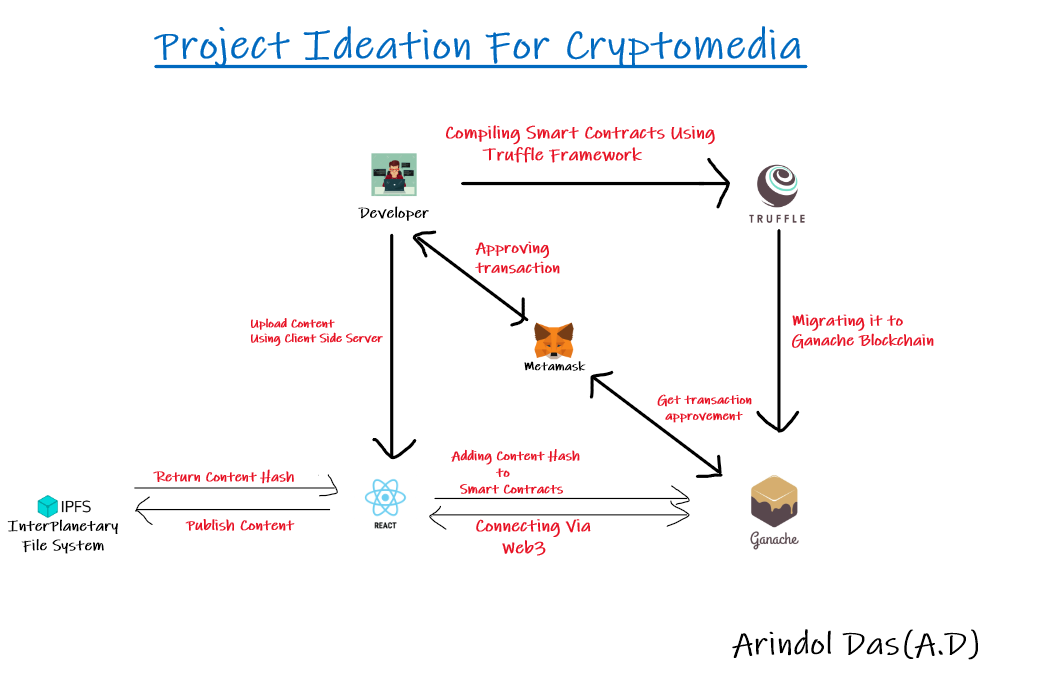 Project Ideation For Cryptomedia
Compiling Smart Contracts Using
Truffle Framework
Developer
TRUFFLE
Approving
transaction
Upload Content
Using Client Side Server
Migrating it to
Ganache Blockchain
Metamask
Get transaction
approvement
Adding Content Hash
to
Smart Contracts
Return Content Hash
IPFS
InterPlanetary
File System
Publish Content
REACT
Connecting Via
Web3
Ganache
Arindol Das(A.D)